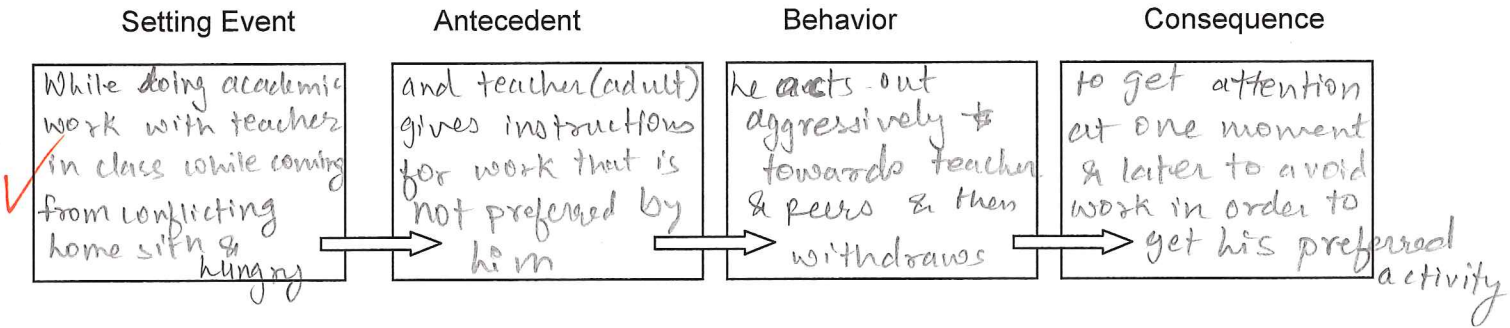 Setting Event
Antecedent
Behavior
Consequence
While doing academic
work with teacher
in class while coming
from conflicting
home sitn &
hungry
and teacher (adult)
gives instructions
for work that is
not preferred by
him
he acts out
aggressively
towards teacher
& peers & then
withdraws
to get attention
at one moment
& later to avoid
work in order to
get his preferred
activity